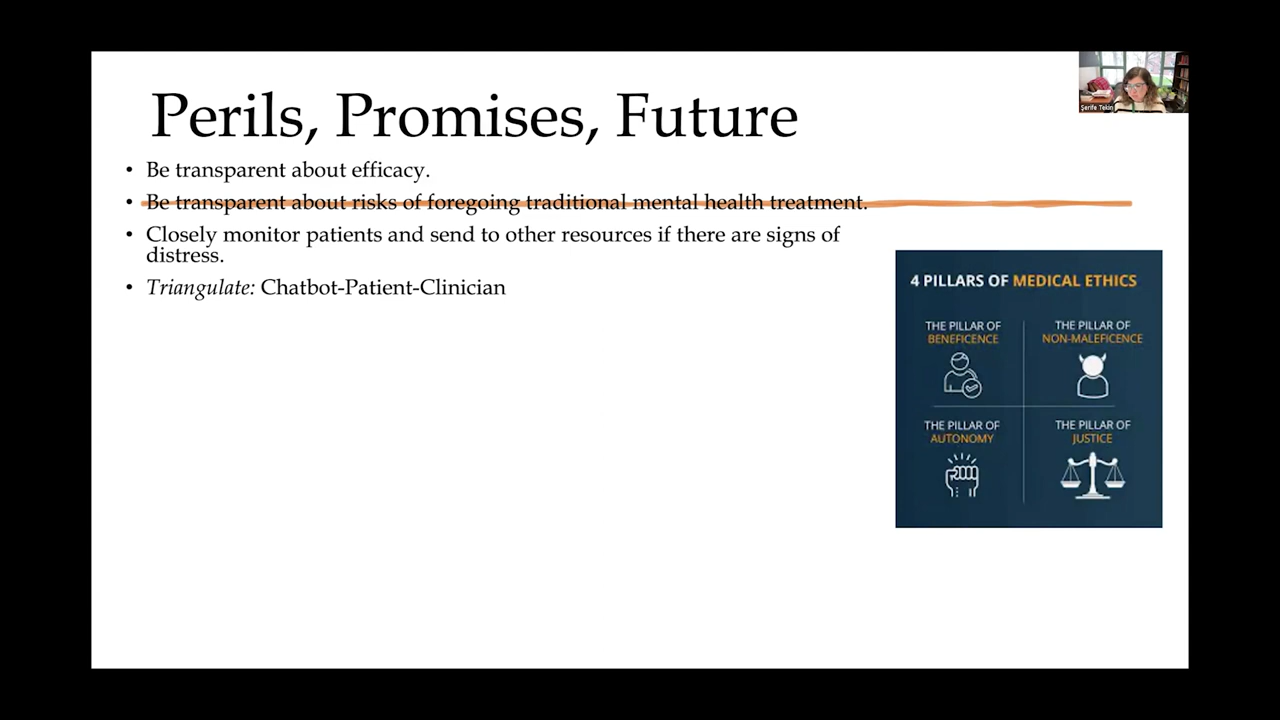 Perils, Promises, Future
• Be transparent about efficacy.
• Be transparent about risks of foregoing traditional mental health treatment.
• Closely monitor patients and send to other resources if there are signs of
distress.
• Triangulate: Chatbot-Patient-Clinician
4 PILLARS OF MEDICAL ETHICS
THE PILLAR OF
BENEFICENCE
THE PILLAR OF
NON-MALEFICENCE
THE PILLAR OF
AUTONOMY
THE PILLAR OF
JUSTICE
Şerife Tekin